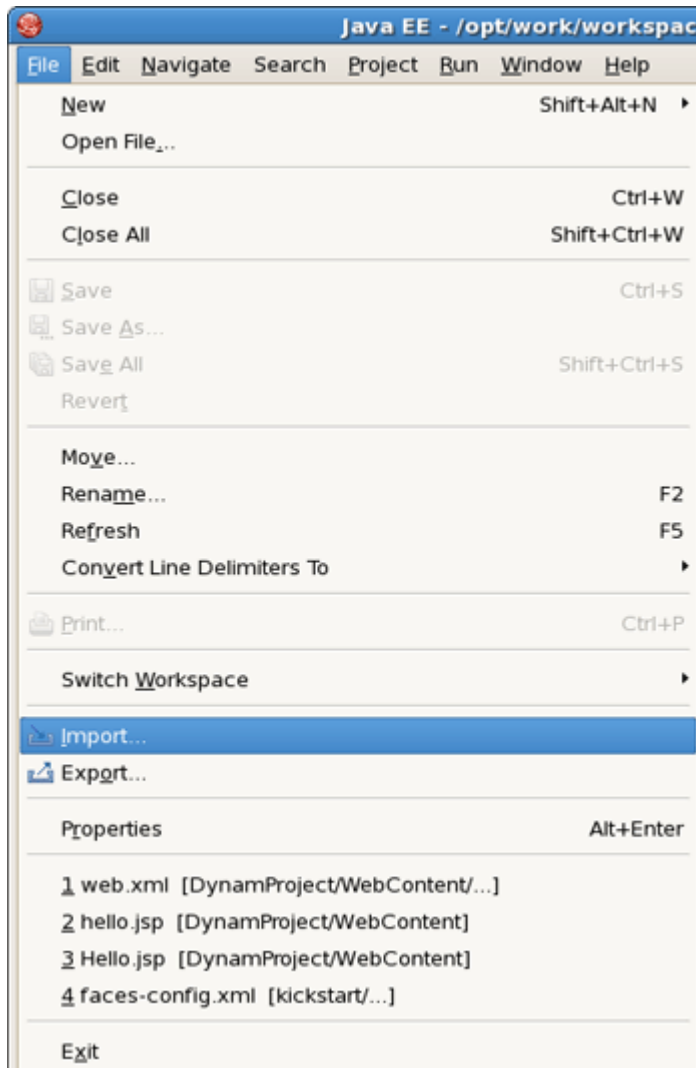 Java EE - /opt/work/workspac
File Edit Navigate Search Project Run Window Help
New Shift+Alt+N
Open File...
Close Ctrl+W
Close All Shift+Ctrl+W
Save Ctrl+S
Save As...
Save All Shift+Ctrl+S
Revert
Move...
Rename... F2
Refresh F5
Convert Line Delimiters To
Print... Ctrl+P
Switch Workspace
Import...
Export...
Properties Alt+Enter
1 web.xml [DynamProject/WebContent/...]
2 hello.jsp [DynamProject/WebContent]
3 Hello.jsp [DynamProject/WebContent]
4 faces-config.xml [kickstart/...]
Exit